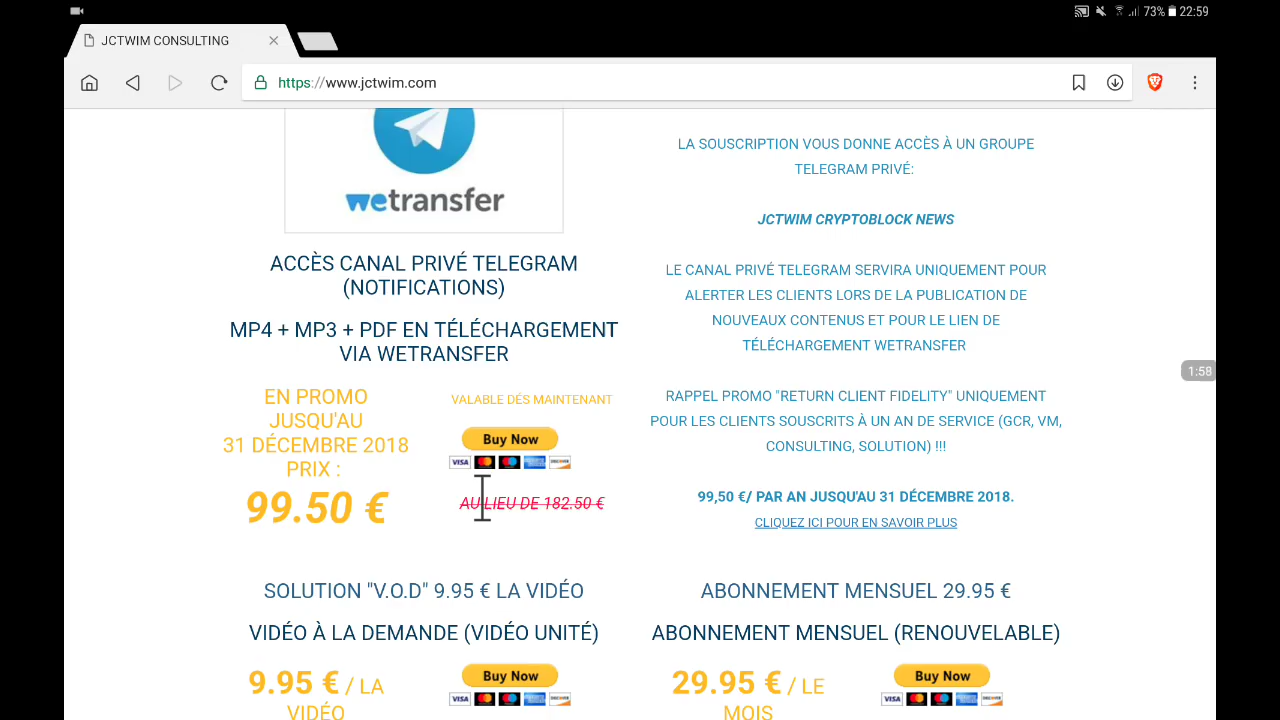 73% 22:59
JCTWIM CONSULTING
https://www.jctwim.com
wetransfer
ACCÈS CANAL PRIVÉ TELEGRAM
(NOTIFICATIONS)
MP4 + MP3 + PDF EN TÉLÉCHARGEMENT
VIA WETRANSFER
EN PROMO
JUSQU'AU
31 DÉCEMBRE 2018
PRIX :
99.50 €
VALABLE DÉS MAINTENANT
Buy Now
VISA
AU LIEU DE 182.50 €
LA SOUSCRIPTION VOUS DONNE ACCÈS À UN GROUPE
TELEGRAM PRIVÉ:
JCTWIM CRYPTOBLOCK NEWS
LE CANAL PRIVÉ TELEGRAM SERVIRA UNIQUEMENT POUR
ALERTER LES CLIENTS LORS DE LA PUBLICATION DE
NOUVEAUX CONTENUS ET POUR LE LIEN DE
TÉLÉCHARGEMENT WETRANSFER
RAPPEL PROMO "RETURN CLIENT FIDELITY" UNIQUEMENT
POUR LES CLIENTS SOUSCRITS À UN AN DE SERVICE (GCR, VM,
CONSULTING, SOLUTION) !!!
99,50 €/ PAR AN JUSQU'AU 31 DÉCEMBRE 2018.
CLIQUEZ ICI POUR EN SAVOIR PLUS
1:58
SOLUTION "V.O.D" 9.95 € LA VIDÉO
VIDÉO À LA DEMANDE (VIDÉO UNITÉ)
9.95 € / LA
VIDÉO
Buy Now
VISA
ABONNEMENT MENSUEL 29.95 €
ABONNEMENT MENSUEL (RENOUVELABLE)
29.95 € / LE
MOIS
Buy Now
VISA